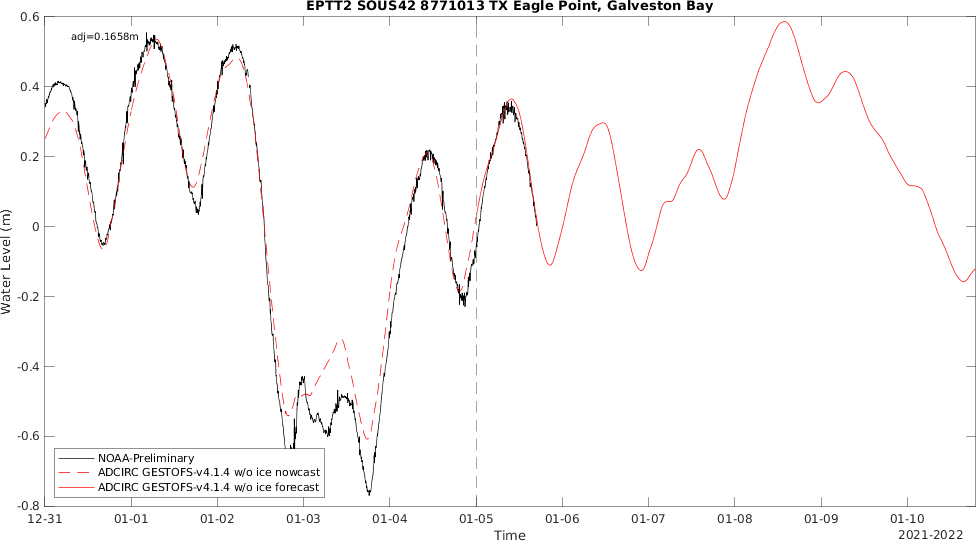 EPTT2 SOUS42 8771013 TX Eagle Point, Galveston Bay
adj=0.1658m
0.6
0.4
0.2
0
-0.2
-0.4
-0.6
-0.8
Water Level (m)
NOAA-Preliminary
ADCIRC GESTOFS-v4.1.4 w/o ice nowcast
ADCIRC GESTOFS-v4.1.4 w/o ice forecast
12-31 01-01 01-02 01-03 01-04 01-05 01-06 01-07 01-08 01-09 01-10
Time
2021-2022